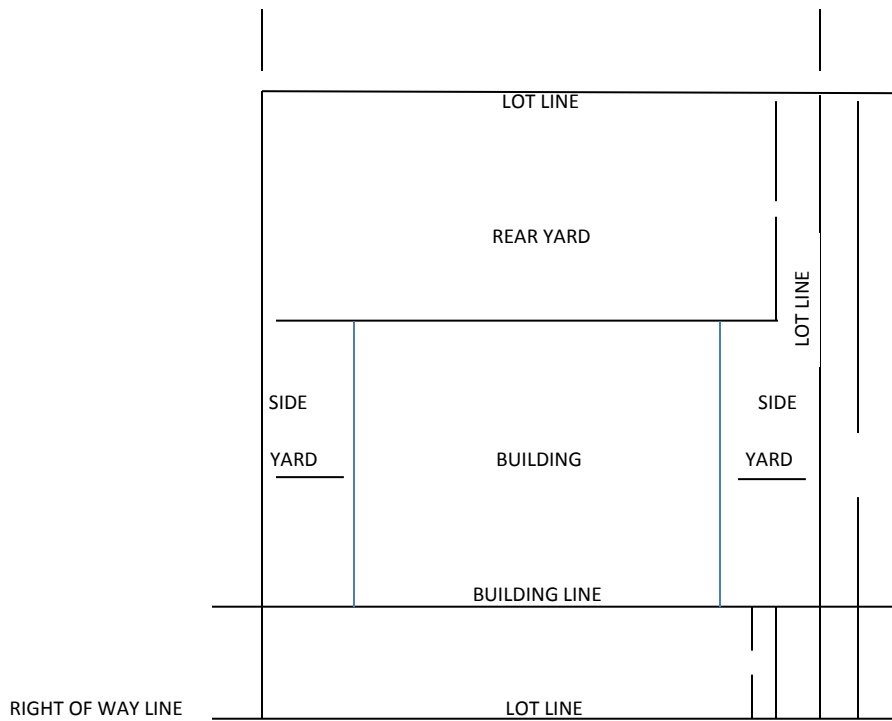 LOT LINE
REAR YARD
LOT LINE
SIDE
YARD
BUILDING
SIDE
YARD
BUILDING LINE
RIGHT OF WAY LINE
LOT LINE